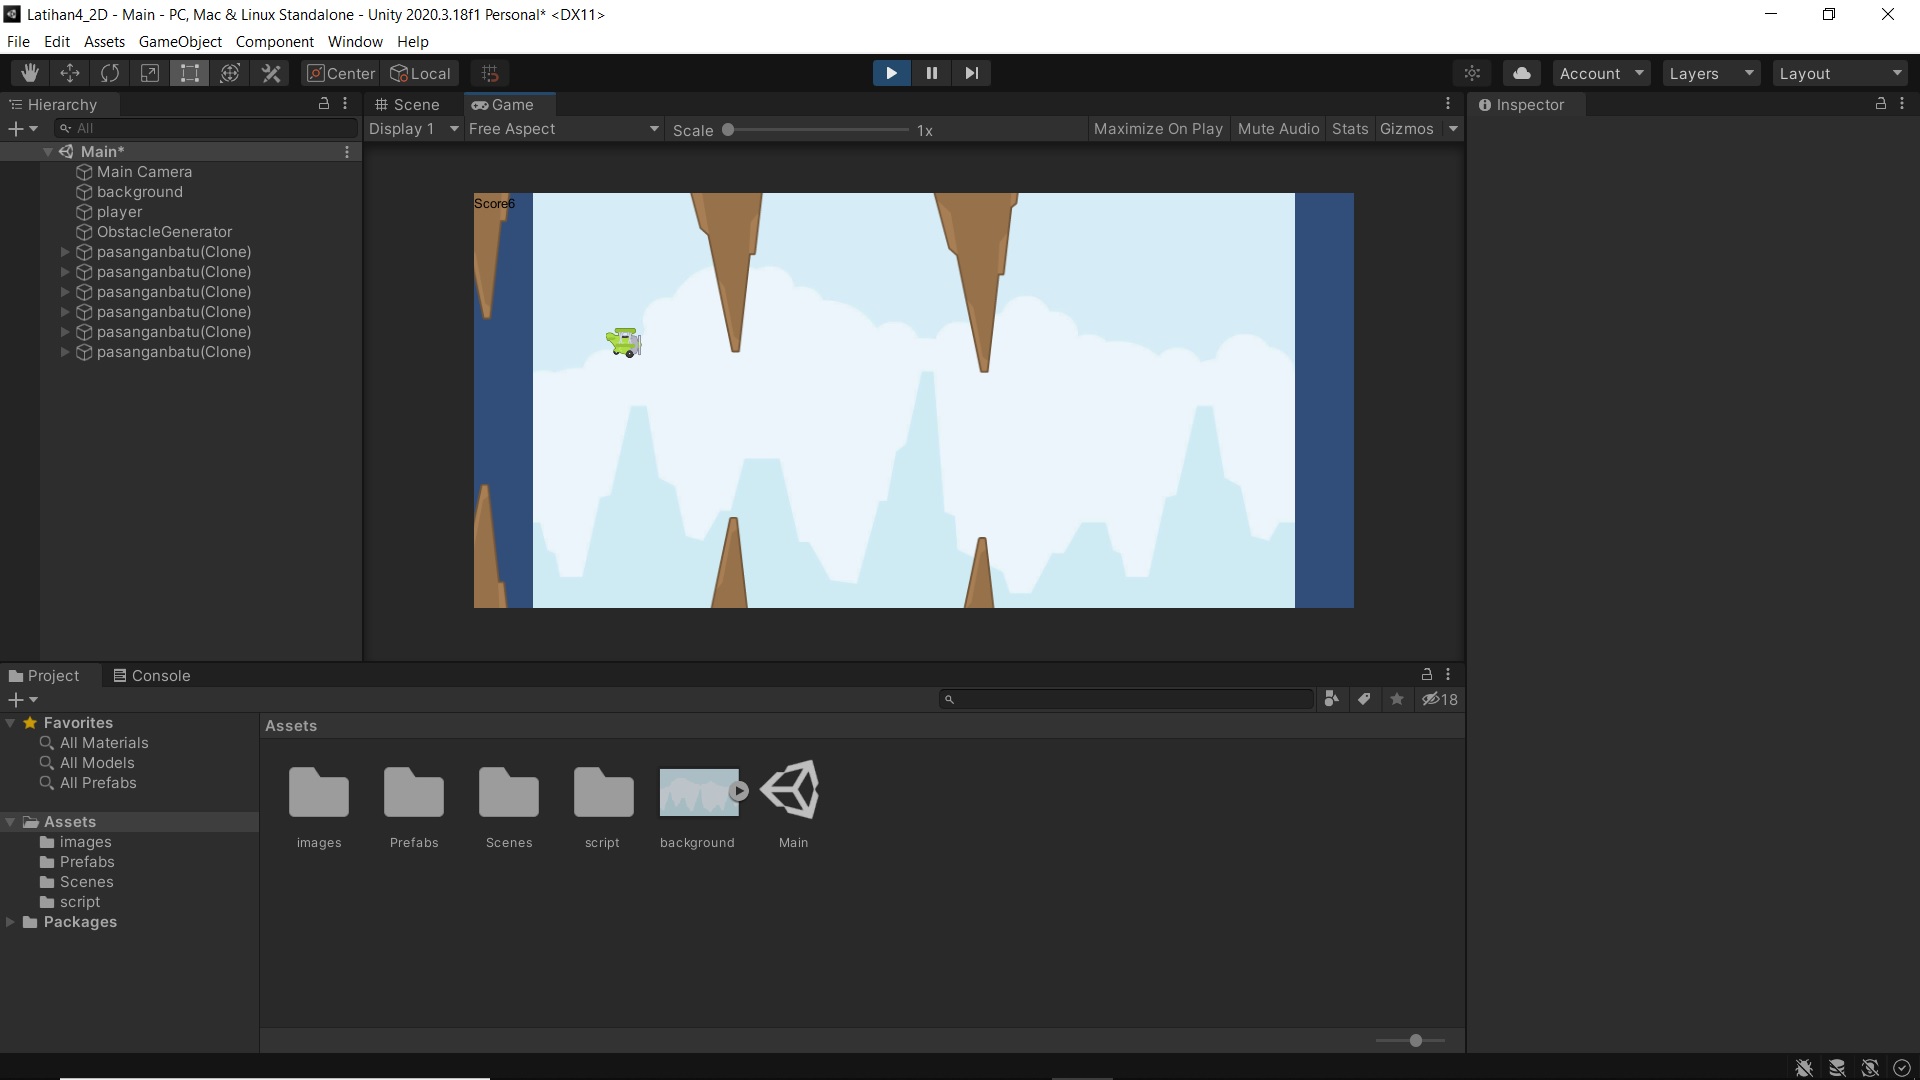 Latihan4_2D - Main - PC, Mac & Linux Standalone - Unity 2020.3.18f1 Personal* <DX11>
File Edit Assets GameObject Component Window Help
Center Local Account Layers Layout
Hierarchy Scene Game Inspector
All Display 1 Free Aspect Scale 1x Maximize On Play Mute Audio Stats Gizmos
Main*
Main Camera
background
player
ObstacleGenerator
pasanganbatu(Clone)
pasanganbatu(Clone)
pasanganbatu(Clone)
pasanganbatu(Clone)
pasanganbatu(Clone)
pasanganbatu(Clone)
Score6
Project Console
18
Favorites
All Materials
All Models
All Prefabs
Assets
images
Prefabs
Scenes
script
Packages
Assets
images Prefabs Scenes script background Main